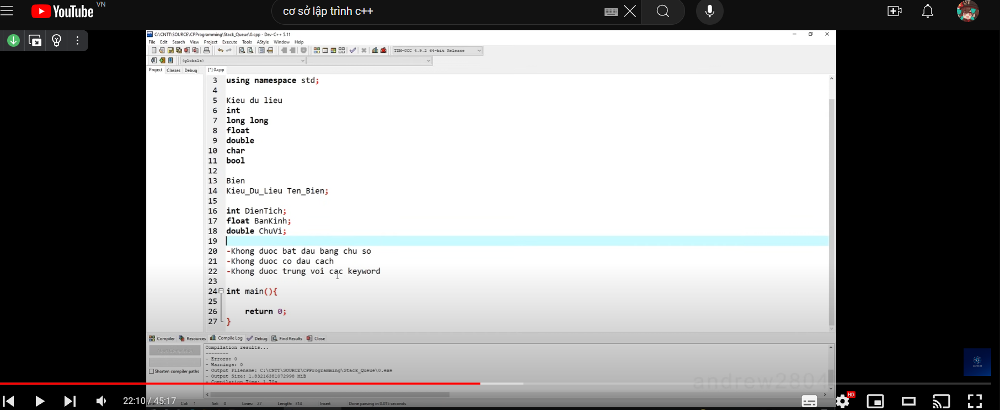 YouTube VN
cơ sở lập trình c++
C:\CNTT\SOURCE\CPProgramming\Stack_Queue\0.cpp - Dev-C++ 5.11
File Edit Search View Project Execute Tools AStyle Window Help
TDM-GCC 4.9.2 64-bit Release
(globals)
Project Classes Debug [*] 0.cpp
3 using namespace std;
4
5 Kieu du lieu
6 int
7 long long
8 float
9 double
10 char
11 bool
12
13 Bien
14 Kieu_Du_Lieu Ten_Bien;
15
16 int DienTich;
17 float BanKinh;
18 double ChuVi;
19
20 -Khong duoc bat dau bang chu so
21 -Khong duoc co dau cach
22 -Khong duoc trung voi cac keyword
23
24 int main(){
25
26 return 0;
27 }
Compiler Resources Compile Log Debug Find Results Close
Abort Compilation
Shorten compiler paths
Compilation results...
--------
- Errors: 0
- Warnings: 0
- Output Filename: C:\CNTT\SOURCE\CPProgramming\Stack_Queue\0.exe
- Output Size: 1.83216381072998 MiB
- Compilation Time: 1.70s
andrew2804
22:10 / 45:17
HD
Col: 1 Sel: 0 Lines: 27 Length: 314 Insert Done parsing in 0.015 seconds